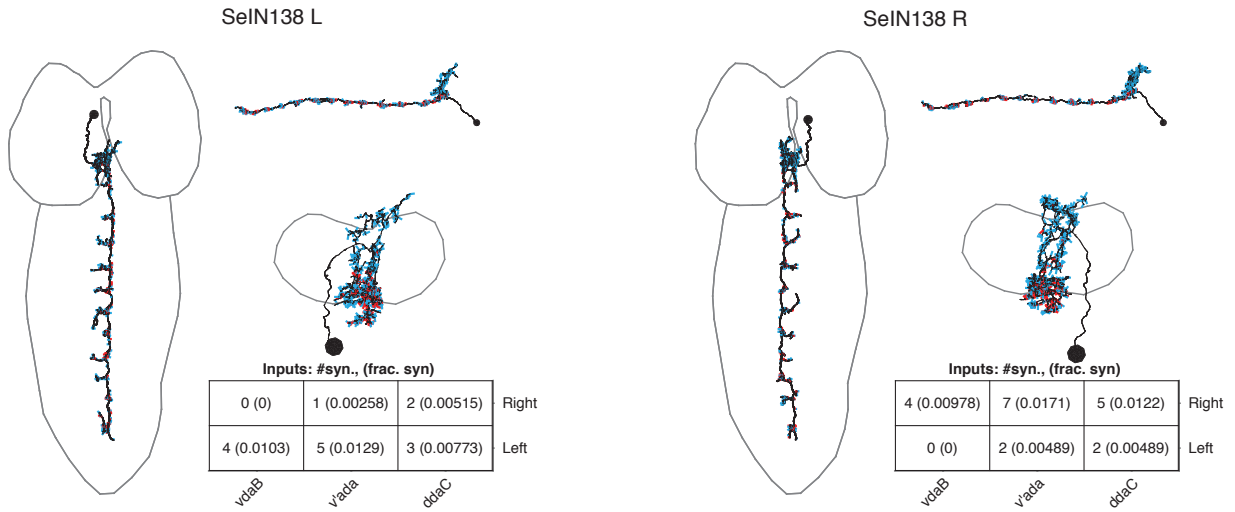 SeIN138 L
SeIN138 R
Inputs: #syn., (frac. syn)
0 (0) 1 (0.00258) 2 (0.00515) Right
4 (0.0103) 5 (0.0129) 3 (0.00773) Left
vdaB v'ada ddaC
Inputs: #syn., (frac. syn)
4 (0.00978) 7 (0.0171) 5 (0.0122) Right
0 (0) 2 (0.00489) 2 (0.00489) Left
vdaB v'ada ddaC